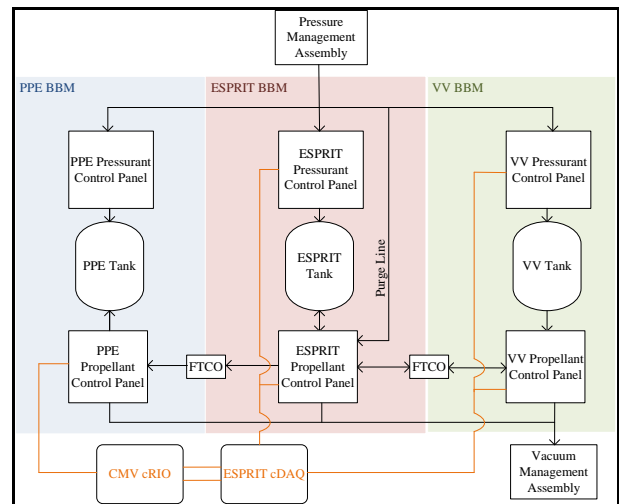 Pressure
Management
Assembly
PPE BBM
ESPRIT BBM
VV BBM
PPE Pressurant
Control Panel
ESPRIT
Pressurant
Control Panel
VV Pressurant
Control Panel
PPE Tank
ESPRIT
Tank
Purge Line
VV Tank
PPE
Propellant
Control Panel
FTCO
ESPRIT
Propellant
Control Panel
FTCO
VV Propellant
Control Panel
CMV cRIO
ESPRIT cDAQ
Vacuum
Management
Assembly